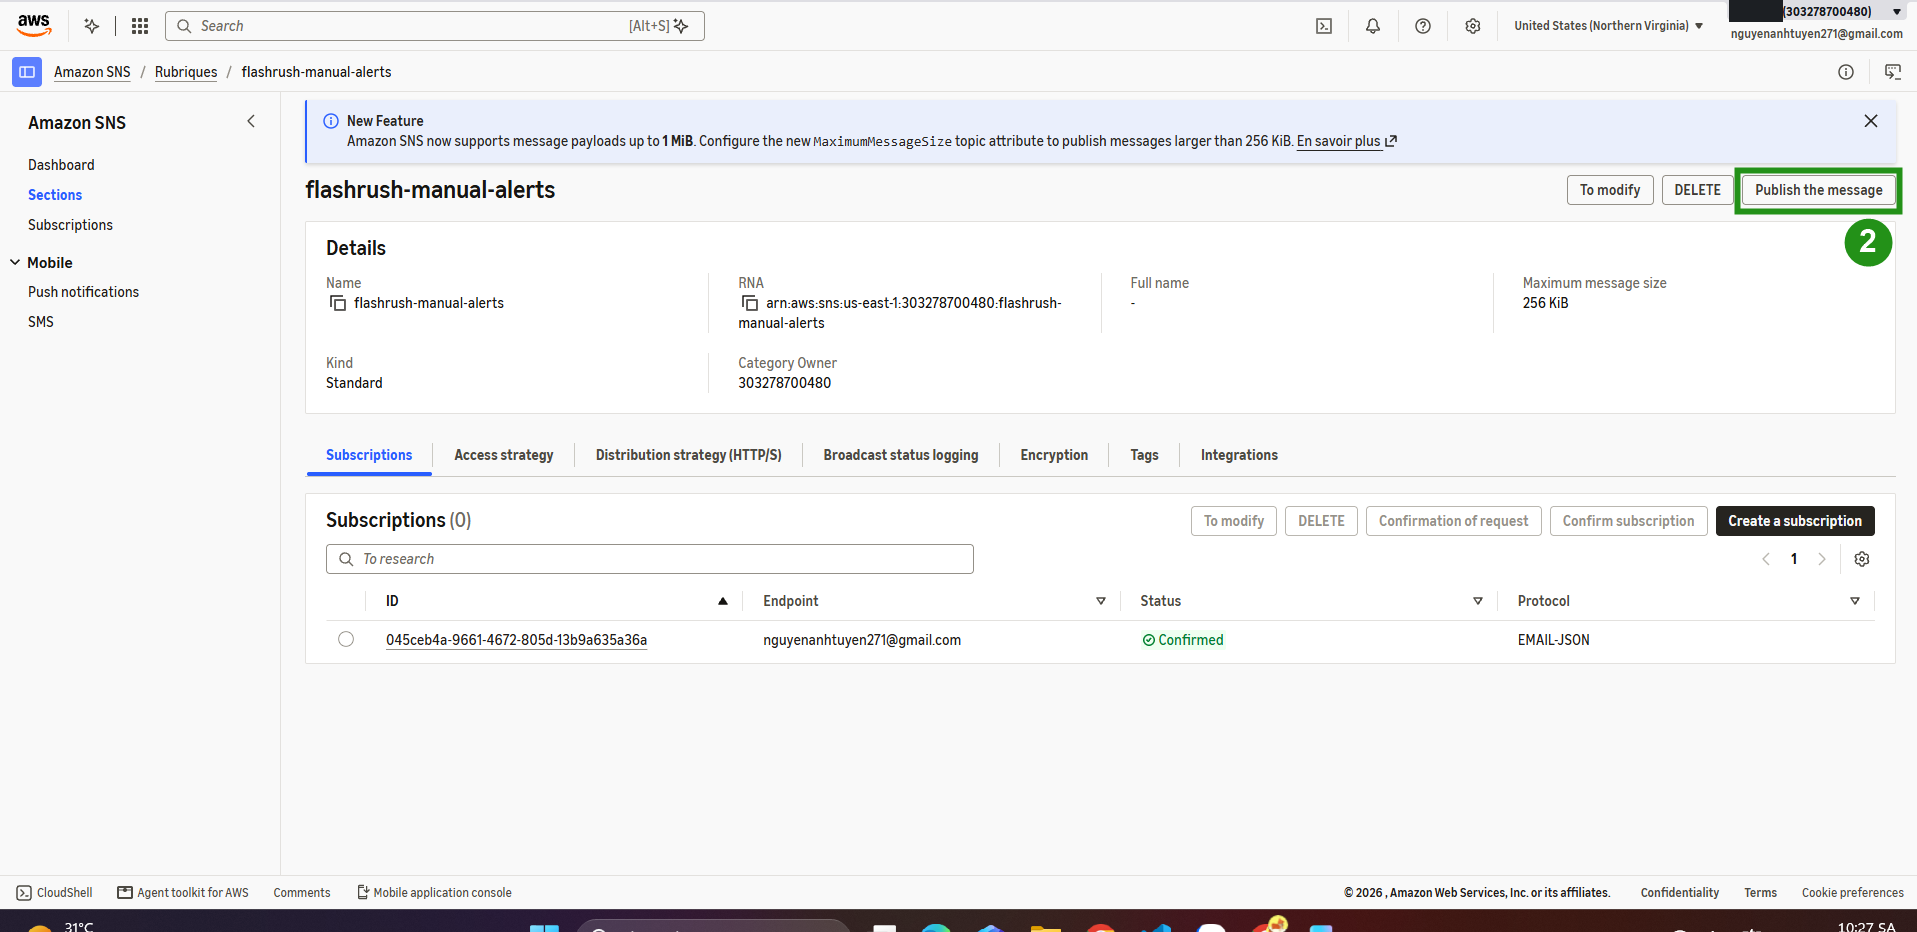 aws
Search
[Alt+S]
United States (Northern Virginia)
(303278700480)
nguyenanhtuyen271@gmail.com
Amazon SNS / Rubriques / flashrush-manual-alerts
Amazon SNS
Dashboard
Sections
Subscriptions
Mobile
Push notifications
SMS
New Feature
Amazon SNS now supports message payloads up to 1 MiB. Configure the new MaximumMessageSize topic attribute to publish messages larger than 256 KiB. En savoir plus
flashrush-manual-alerts
To modify
DELETE
Publish the message
2
Details
Name
flashrush-manual-alerts
RNA
arn:aws:sns:us-east-1:303278700480:flashrush-
manual-alerts
Full name
-
Maximum message size
256 KiB
Kind
Standard
Category Owner
303278700480
Subscriptions
Access strategy
Distribution strategy (HTTP/S)
Broadcast status logging
Encryption
Tags
Integrations
Subscriptions (0)
To modify
DELETE
Confirmation of request
Confirm subscription
Create a subscription
To research
1
ID
Endpoint
Status
Protocol
045ceb4a-9661-4672-805d-13b9a635a36a
nguyenanhtuyen271@gmail.com
Confirmed
EMAIL-JSON
CloudShell
Agent toolkit for AWS
Comments
Mobile application console
© 2026 , Amazon Web Services, Inc. or its affiliates.
Confidentiality
Terms
Cookie preferences
31°C
10:27 SA